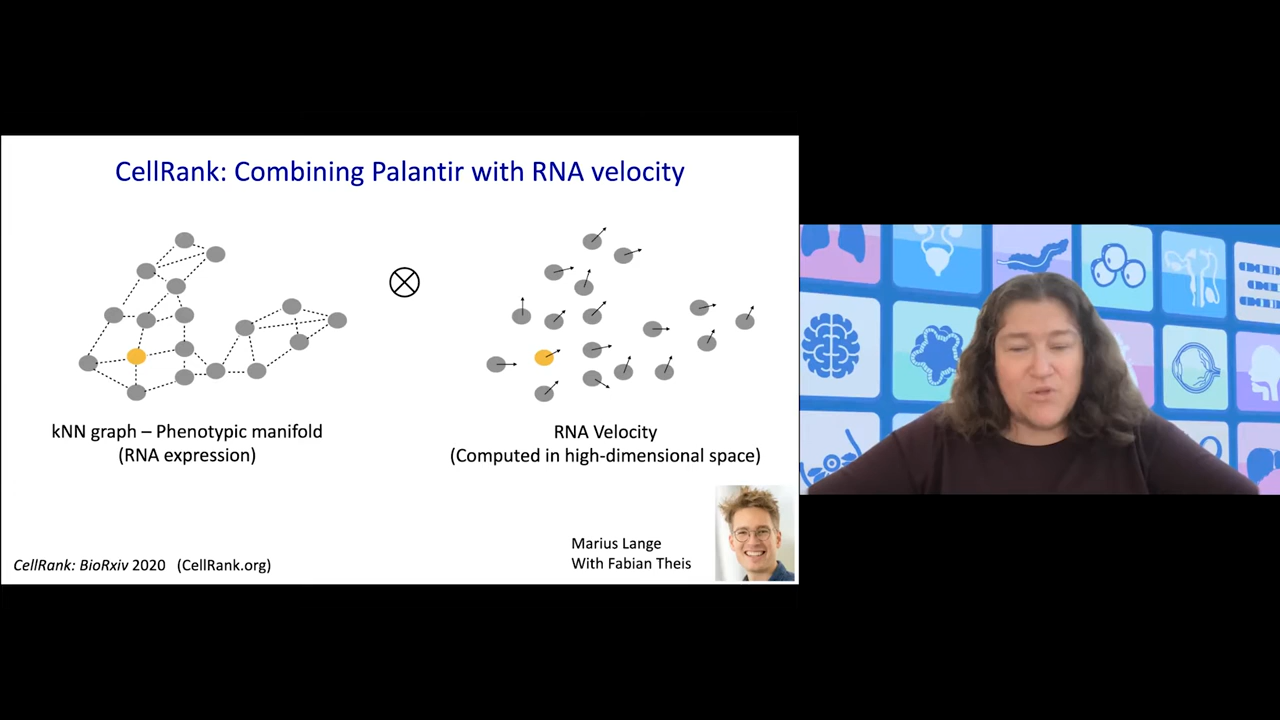 CellRank: Combining Palantir with RNA velocity
kNN graph – Phenotypic manifold
(RNA expression)
RNA Velocity
(Computed in high-dimensional space)
Marius Lange
With Fabian Theis
CellRank: BioRxiv 2020 (CellRank.org)